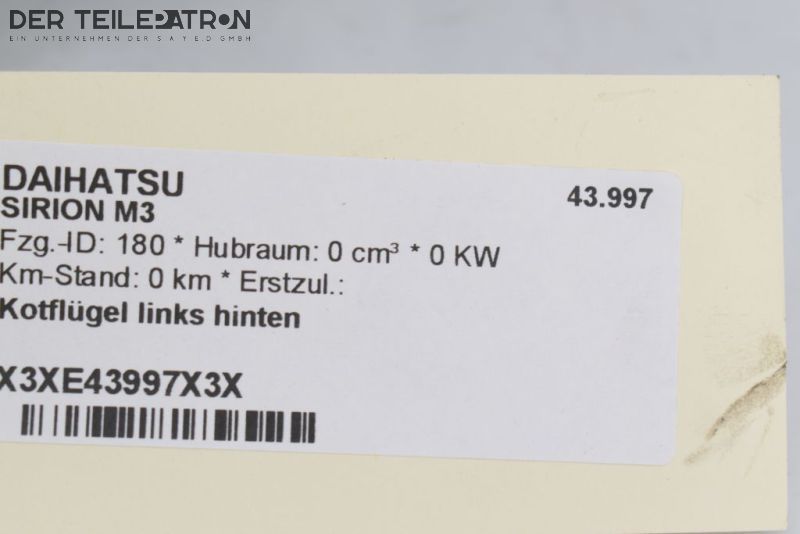 DER TEILEPATRON
EIN UNTERNEHMEN DER S A Y E D GMBH
DAIHATSU 43.997
SIRION M3
Fzg.-ID: 180 * Hubraum: 0 cm³ * 0 KW
Km-Stand: 0 km * Erstzul.:
Kotflügel links hinten
X3XE43997X3X